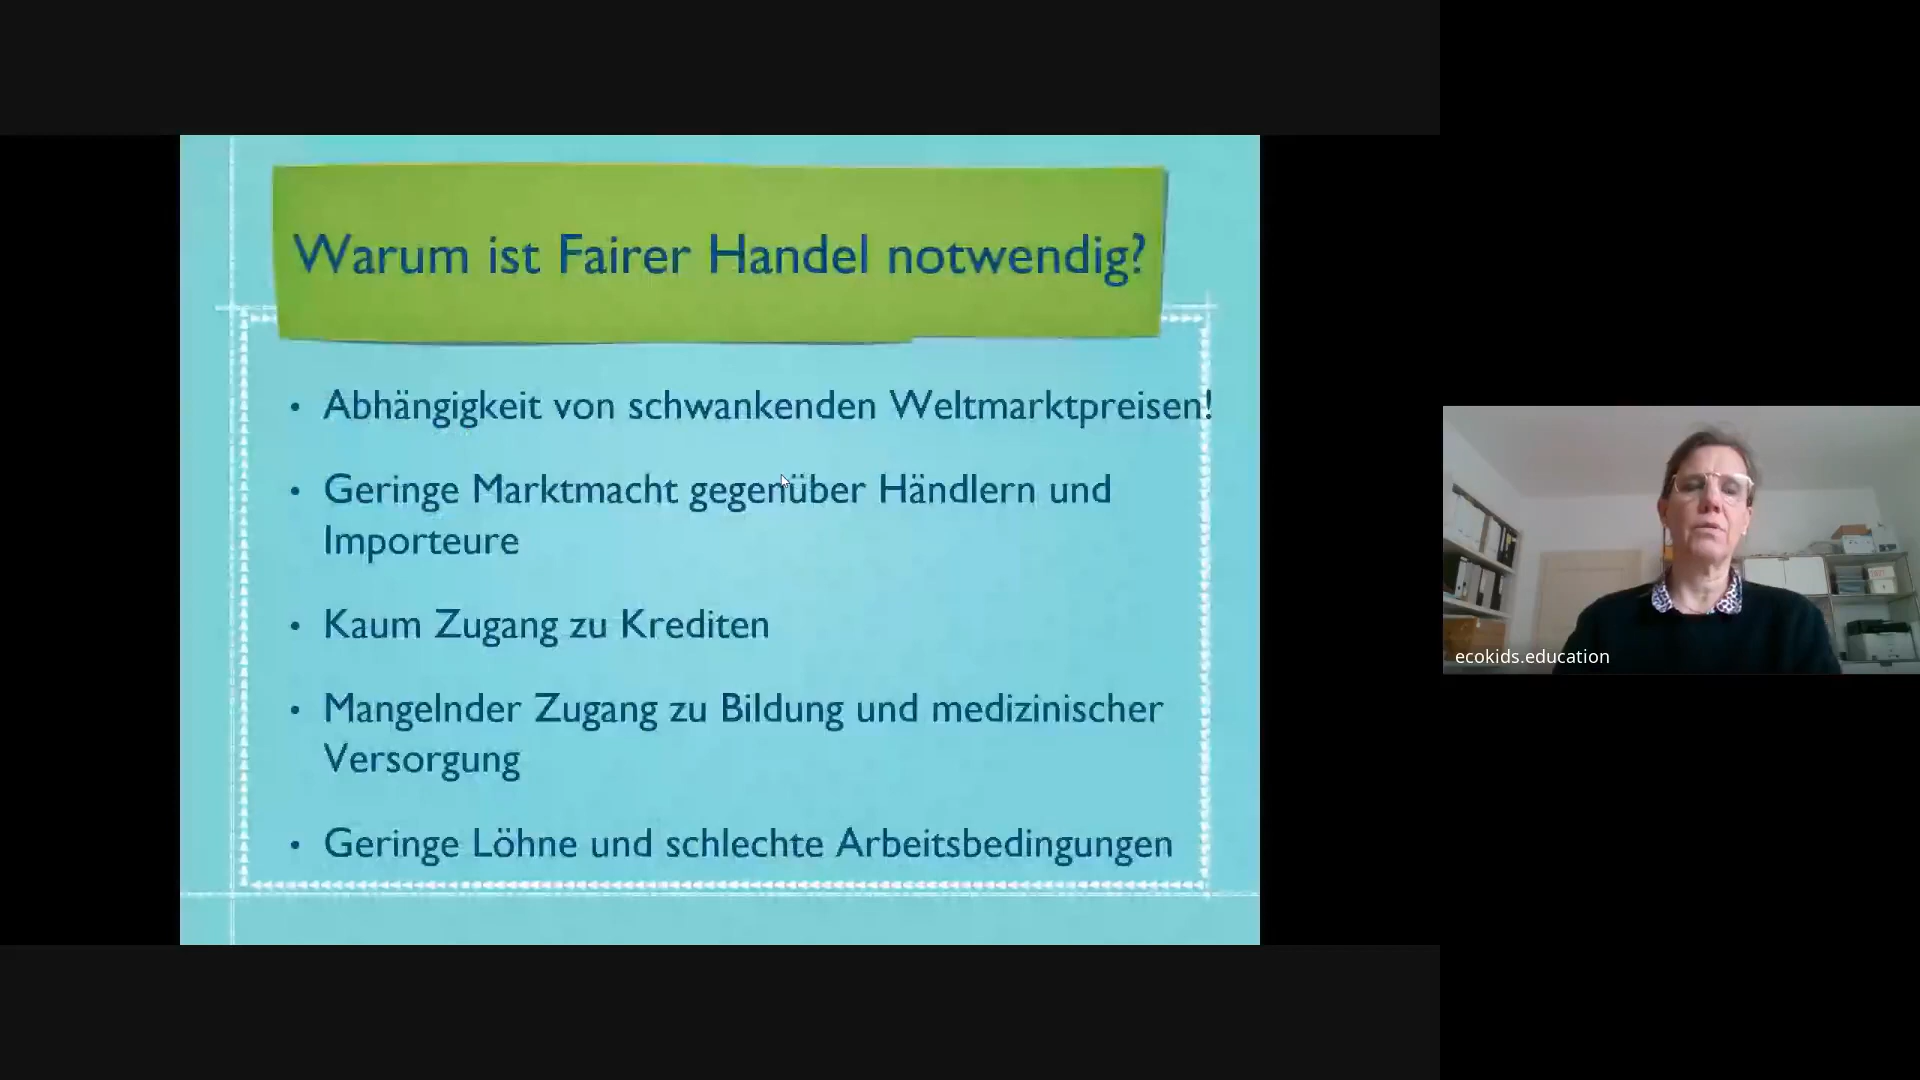 Warum ist Fairer Handel notwendig?
• Abhängigkeit von schwankenden Weltmarktpreisen!
• Geringe Marktmacht gegenüber Händlern und
Importeure
• Kaum Zugang zu Krediten
• Mangelnder Zugang zu Bildung und medizinischer
Versorgung
• Geringe Löhne und schlechte Arbeitsbedingungen
ecokids.education